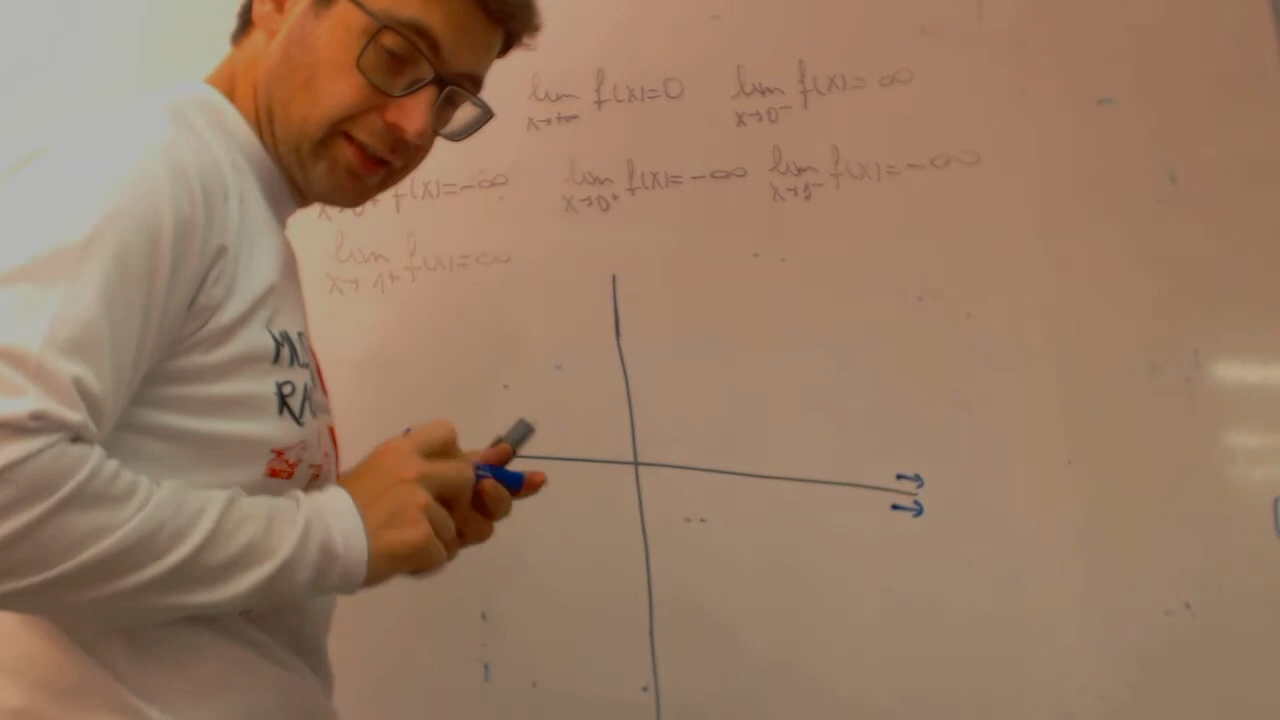 lim x→+∞ f(x)=0 lim x→0⁻ f(x)=∞
f(x)=-∞ lim x→0⁺ f(x)=-∞ lim x→1⁻ f(x)=-∞
lim x→1⁺ f(x)=∞